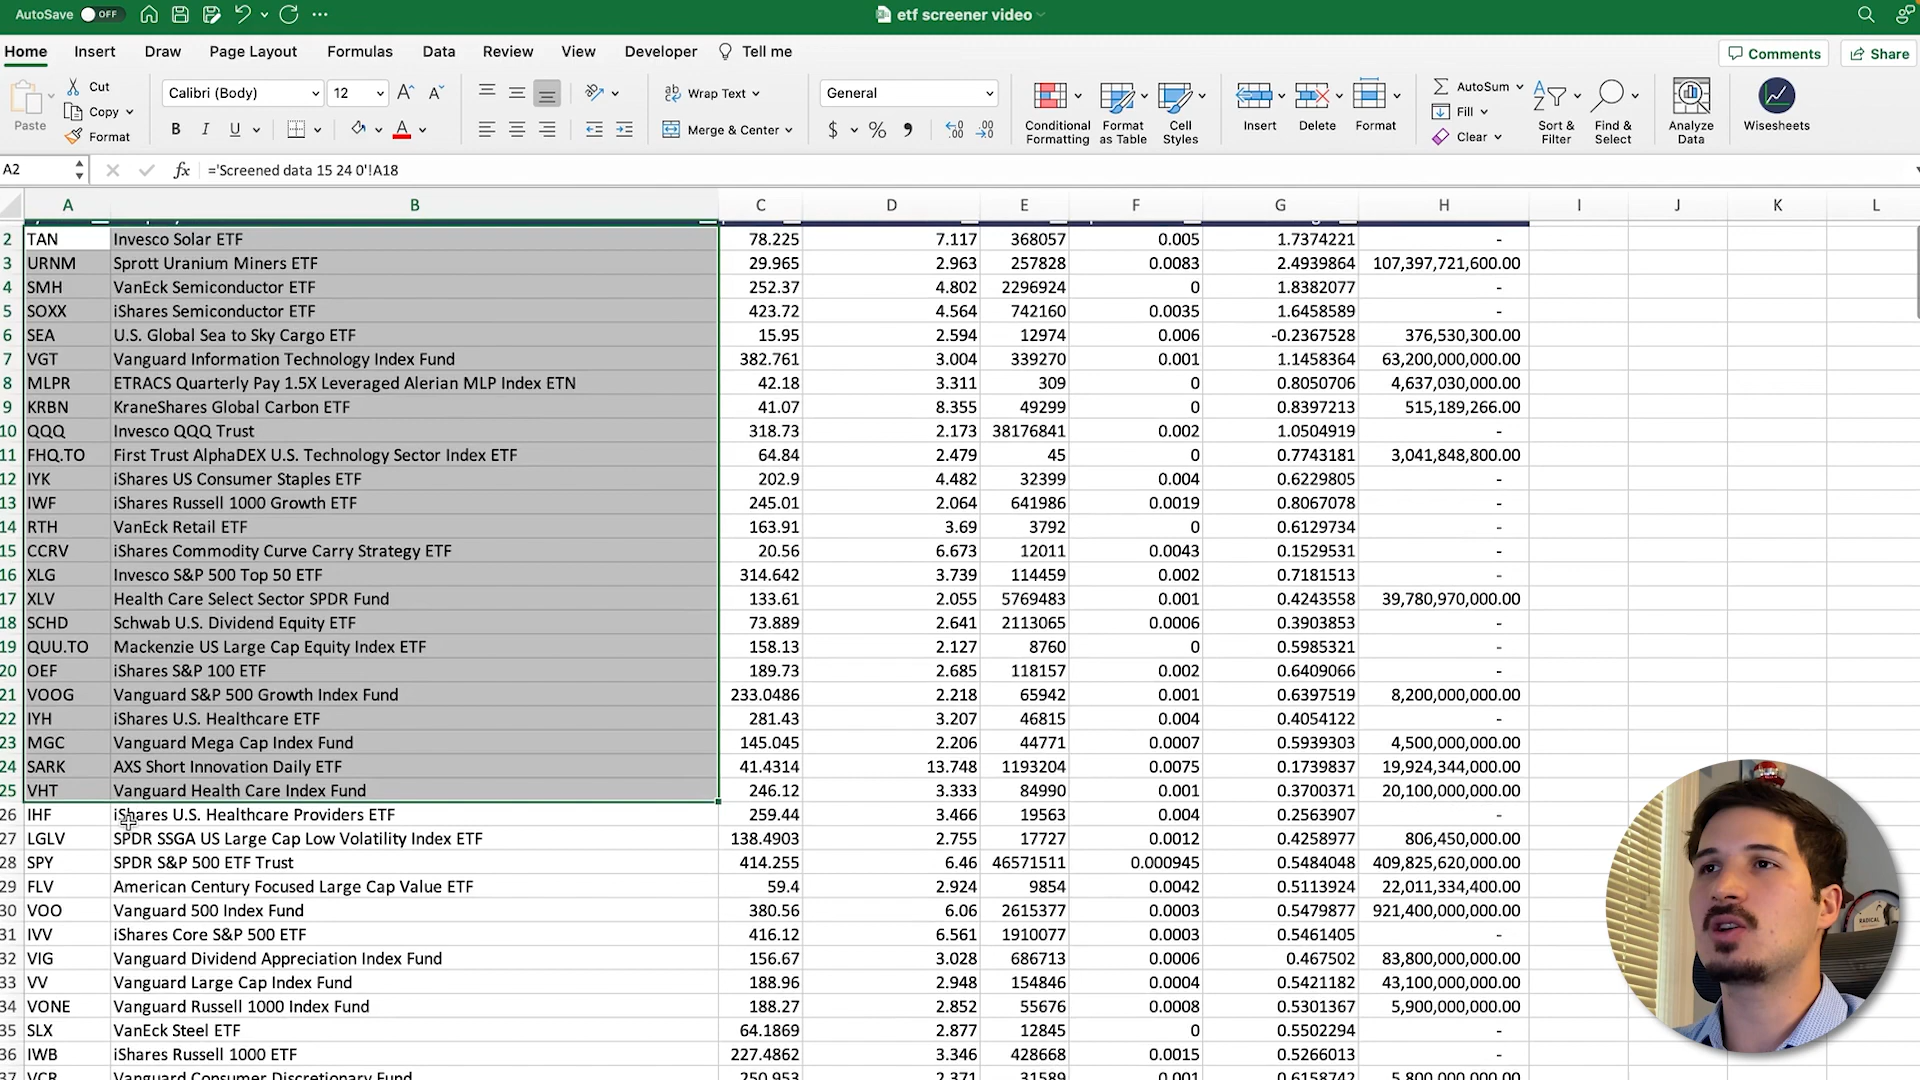 AutoSave OFF etf screener video
Home Insert Draw Page Layout Formulas Data Review View Developer Tell me Comments Share
Paste Cut Copy Format
Calibri (Body) 12
B I U A
Wrap Text
Merge & Center
General
$ %
Conditional Formatting
Format as Table
Cell Styles
Insert Delete Format
AutoSum
Fill
Clear
Sort & Filter
Find & Select
Analyze Data
Wisesheets
A2 fx ='Screened data 15 24 0'!A18
A B C D E F G H I J K L
2 TAN Invesco Solar ETF 78.225 7.117 368057 0.005 1.7374221 -
3 URNM Sprott Uranium Miners ETF 29.965 2.963 257828 0.0083 2.4939864 107,397,721,600.00
4 SMH VanEck Semiconductor ETF 252.37 4.802 2296924 0 1.8382077 -
5 SOXX iShares Semiconductor ETF 423.72 4.564 742160 0.0035 1.6458589 -
6 SEA U.S. Global Sea to Sky Cargo ETF 15.95 2.594 12974 0.006 -0.2367528 376,530,300.00
7 VGT Vanguard Information Technology Index Fund 382.761 3.004 339270 0.001 1.1458364 63,200,000,000.00
8 MLPR ETRACS Quarterly Pay 1.5X Leveraged Alerian MLP Index ETN 42.18 3.311 309 0 0.8050706 4,637,030,000.00
9 KRBN KraneShares Global Carbon ETF 41.07 8.355 49299 0 0.8397213 515,189,266.00
10 QQQ Invesco QQQ Trust 318.73 2.173 38176841 0.002 1.0504919 -
11 FHQ.TO First Trust AlphaDEX U.S. Technology Sector Index ETF 64.84 2.479 45 0 0.7743181 3,041,848,800.00
12 IYK iShares US Consumer Staples ETF 202.9 4.482 32399 0.004 0.6229805 -
13 IWF iShares Russell 1000 Growth ETF 245.01 2.064 641986 0.0019 0.8067078 -
14 RTH VanEck Retail ETF 163.91 3.69 3792 0 0.6129734 -
15 CCRV iShares Commodity Curve Carry Strategy ETF 20.56 6.673 12011 0.0043 0.1529531 -
16 XLG Invesco S&P 500 Top 50 ETF 314.642 3.739 114459 0.002 0.7181513 -
17 XLV Health Care Select Sector SPDR Fund 133.61 2.055 5769483 0.001 0.4243558 39,780,970,000.00
18 SCHD Schwab U.S. Dividend Equity ETF 73.889 2.641 2113065 0.0006 0.3903853 -
19 QUU.TO Mackenzie US Large Cap Equity Index ETF 158.13 2.127 8760 0 0.5985321 -
20 OEF iShares S&P 100 ETF 189.73 2.685 118157 0.002 0.6409066 -
21 VOOG Vanguard S&P 500 Growth Index Fund 233.0486 2.218 65942 0.001 0.6397519 8,200,000,000.00
22 IYH iShares U.S. Healthcare ETF 281.43 3.207 46815 0.004 0.4054122 -
23 MGC Vanguard Mega Cap Index Fund 145.045 2.206 44771 0.0007 0.5939303 4,500,000,000.00
24 SARK AXS Short Innovation Daily ETF 41.4314 13.748 1193204 0.0075 0.1739837 19,924,344,000.00
25 VHT Vanguard Health Care Index Fund 246.12 3.333 84990 0.001 0.3700371 20,100,000,000.00
26 IHF iShares U.S. Healthcare Providers ETF 259.44 3.466 19563 0.004 0.2563907 -
27 LGLV SPDR SSGA US Large Cap Low Volatility Index ETF 138.4903 2.755 17727 0.0012 0.4258977 806,450,000.00
28 SPY SPDR S&P 500 ETF Trust 414.255 6.46 46571511 0.000945 0.5484048 409,825,620,000.00
29 FLV American Century Focused Large Cap Value ETF 59.4 2.924 9854 0.0042 0.5113924 22,011,334,400.00
30 VOO Vanguard 500 Index Fund 380.56 6.06 2615377 0.0003 0.5479877 921,400,000,000.00
31 IVV iShares Core S&P 500 ETF 416.12 6.561 1910077 0.0003 0.5461405 -
32 VIG Vanguard Dividend Appreciation Index Fund 156.67 3.028 686713 0.0006 0.467502 83,800,000,000.00
33 VV Vanguard Large Cap Index Fund 188.96 2.948 154846 0.0004 0.5421182 43,100,000,000.00
34 VONE Vanguard Russell 1000 Index Fund 188.27 2.852 55676 0.0008 0.5301367 5,900,000,000.00
35 SLX VanEck Steel ETF 64.1869 2.877 12845 0 0.5502294 -
36 IWB iShares Russell 1000 ETF 227.4862 3.346 428668 0.0015 0.5266013 -
37 VCR Vanguard Consumer Discretionary Fund 250.953 2.371 31589 0.001 0.6158742 5,800,000,000.00
RADICAL